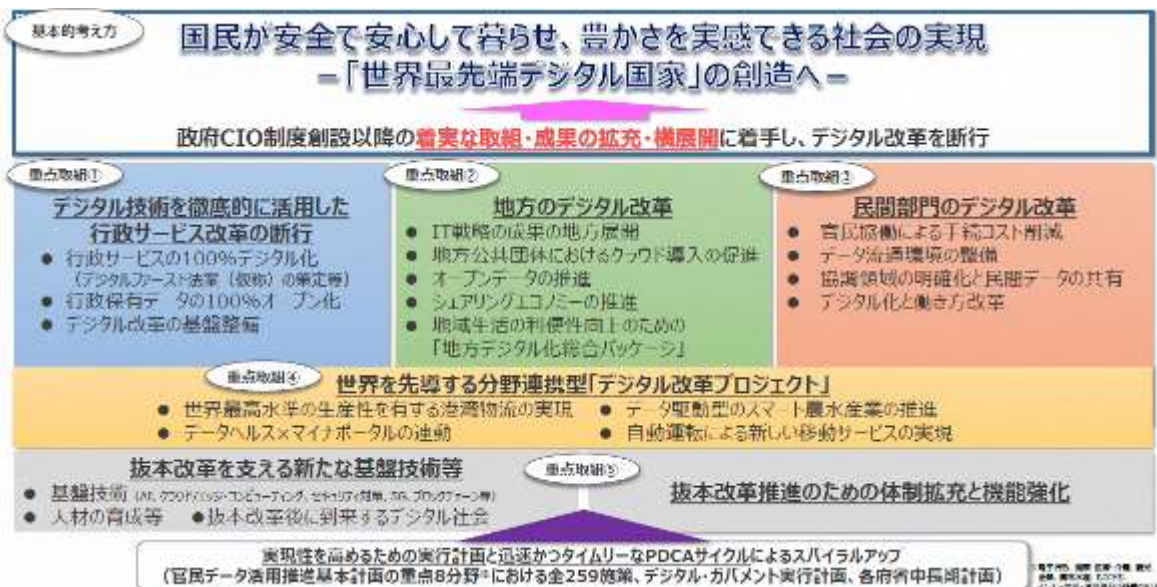 基本的考え方
国民が安全で安心して暮らせ、豊かさを実感できる社会の実現
－「世界最先端デジタル国家」の創造へ－
政府CIO制度創設以降の着実な取組・成果の拡充・横展開に着手し、デジタル改革を断行
重点取組①
デジタル技術を徹底的に活用した
行政サービス改革の断行
● 行政サービスの100%デジタル化
(デジタルファースト法案（仮称）の策定等)
● 行政保有データの100%オープン化
● デジタル改革の基盤整備
重点取組②
地方のデジタル改革
● IT戦略の成果の地方展開
● 地方公共団体におけるクラウド導入の促進
● オープンデータの推進
● シェアリングエコノミーの推進
● 地域生活の利便性向上のための
「地方デジタル化総合パッケージ」
重点取組③
民間部門のデジタル改革
● 官民協働による手続コスト削減
● データ流通環境の整備
● 協調領域の明確化と民間データの共有
● デジタル化と働き方改革
重点取組④
世界を先導する分野連携型「デジタル改革プロジェクト」
● 世界最高水準の生産性を有する港湾物流の実現
● データ駆動型のスマート農水産業の推進
● データヘルス×マイナポータルの連動
● 自動運転による新しい移動サービスの実現
重点取組⑤
抜本改革を支える新たな基盤技術等
● 基盤技術
● 人材の育成等 ●抜本改革後に到来するデジタル社会
抜本改革推進のための体制拡充と機能強化
実現性を高めるための実行計画と迅速かつタイムリーなPDCAサイクルによるスパイラルアップ
(官民データ活用推進基本計画の重点8分野※における全259施策、デジタル・ガバメント実行計画、各府省中長期計画)